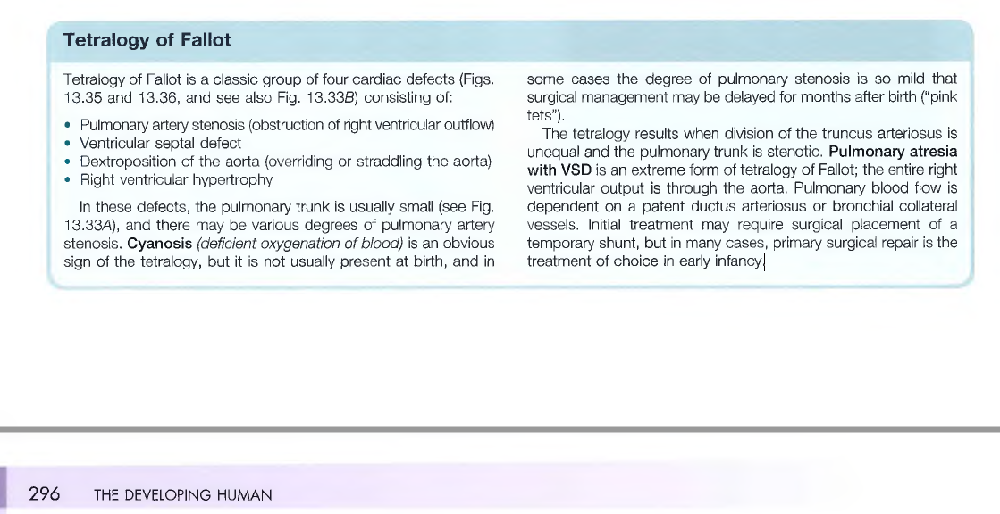 Tetralogy of Fallot
Tetralogy of Fallot is a classic group of four cardiac defects (Figs.
13.35 and 13.36, and see also Fig. 13.33B) consisting of:
• Pulmonary artery stenosis (obstruction of right ventricular outflow)
• Ventricular septal defect
• Dextroposition of the aorta (overriding or straddling the aorta)
• Right ventricular hypertrophy
In these defects, the pulmonary trunk is usually small (see Fig.
13.33A), and there may be various degrees of pulmonary artery
stenosis. Cyanosis (deficient oxygenation of blood) is an obvious
sign of the tetralogy, but it is not usually present at birth, and in
some cases the degree of pulmonary stenosis is so mild that
surgical management may be delayed for months after birth (“pink
tets”).
The tetralogy results when division of the truncus arteriosus is
unequal and the pulmonary trunk is stenotic. Pulmonary atresia
with VSD is an extreme form of tetralogy of Fallot; the entire right
ventricular output is through the aorta. Pulmonary blood flow is
dependent on a patent ductus arteriosus or bronchial collateral
vessels. Initial treatment may require surgical placement of a
temporary shunt, but in many cases, primary surgical repair is the
treatment of choice in early infancy.
296 THE DEVELOPING HUMAN